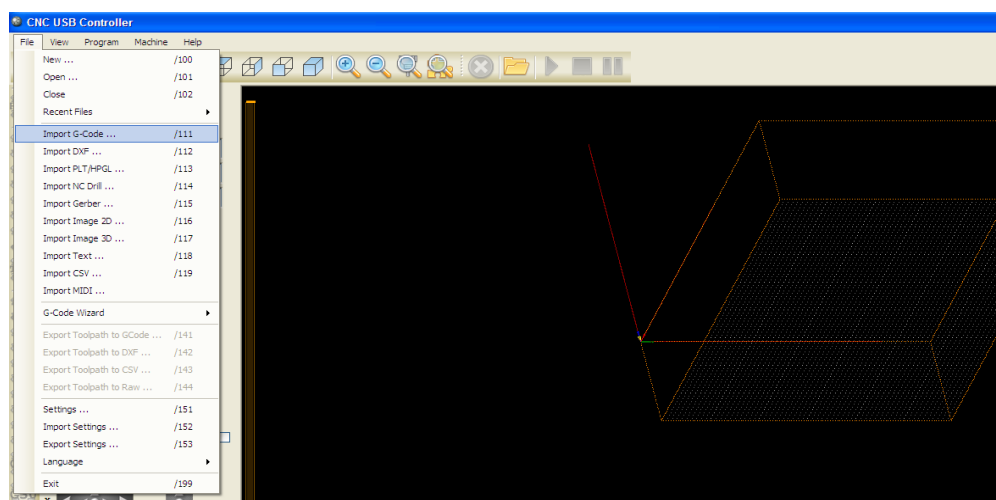 CNC USB Controller
File View Program Machine Help
New ... /100
Open ... /101
Close /102
Recent Files
Import G-Code ... /111
Import DXF ... /112
Import PLT/HPGL ... /113
Import NC Drill ... /114
Import Gerber ... /115
Import Image 2D ... /116
Import Image 3D ... /117
Import Text ... /118
Import CSV ... /119
Import MIDI ...
G-Code Wizard
Export Toolpath to GCode ... /141
Export Toolpath to DXF ... /142
Export Toolpath to CSV ... /143
Export Toolpath to Raw ... /144
Settings ... /151
Import Settings ... /152
Export Settings ... /153
Language
Exit /199